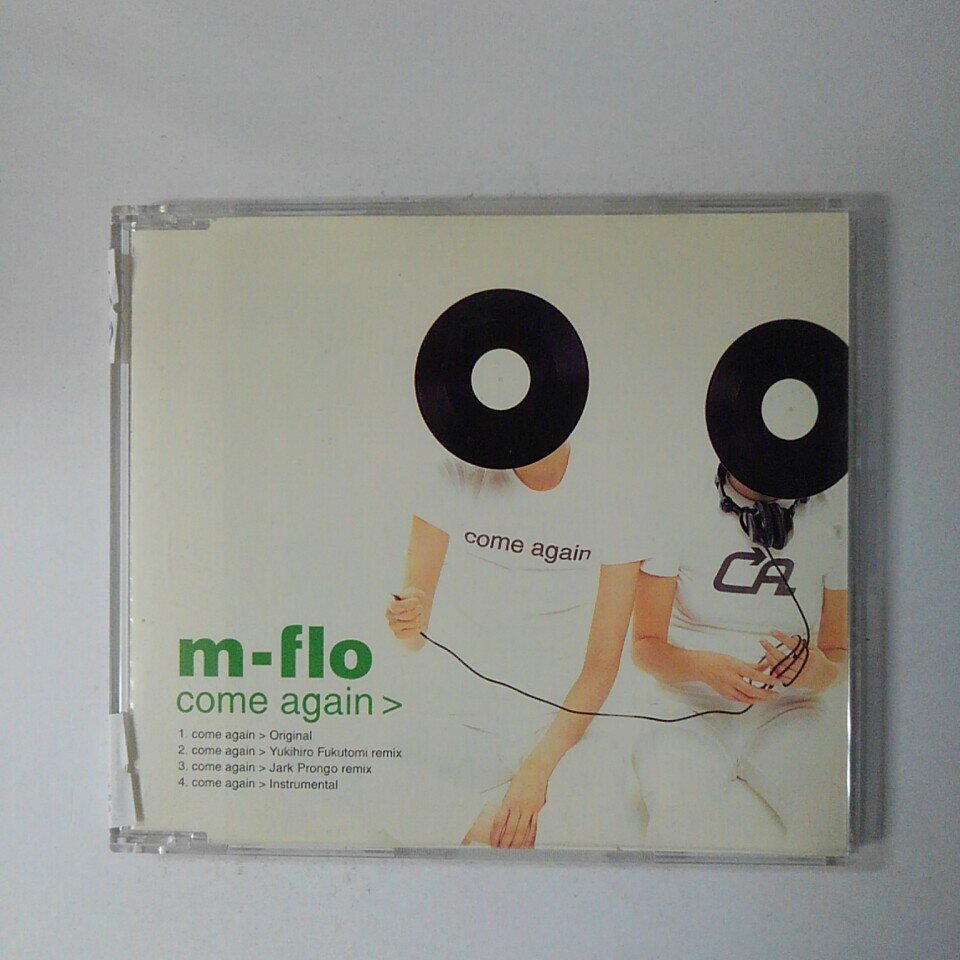 come again
CA
m-flo
come again >
1. come again > Original
2. come again > Yukihiro Fukutomi remix
3. come again > Jark Prongo remix
4. come again > Instrumental